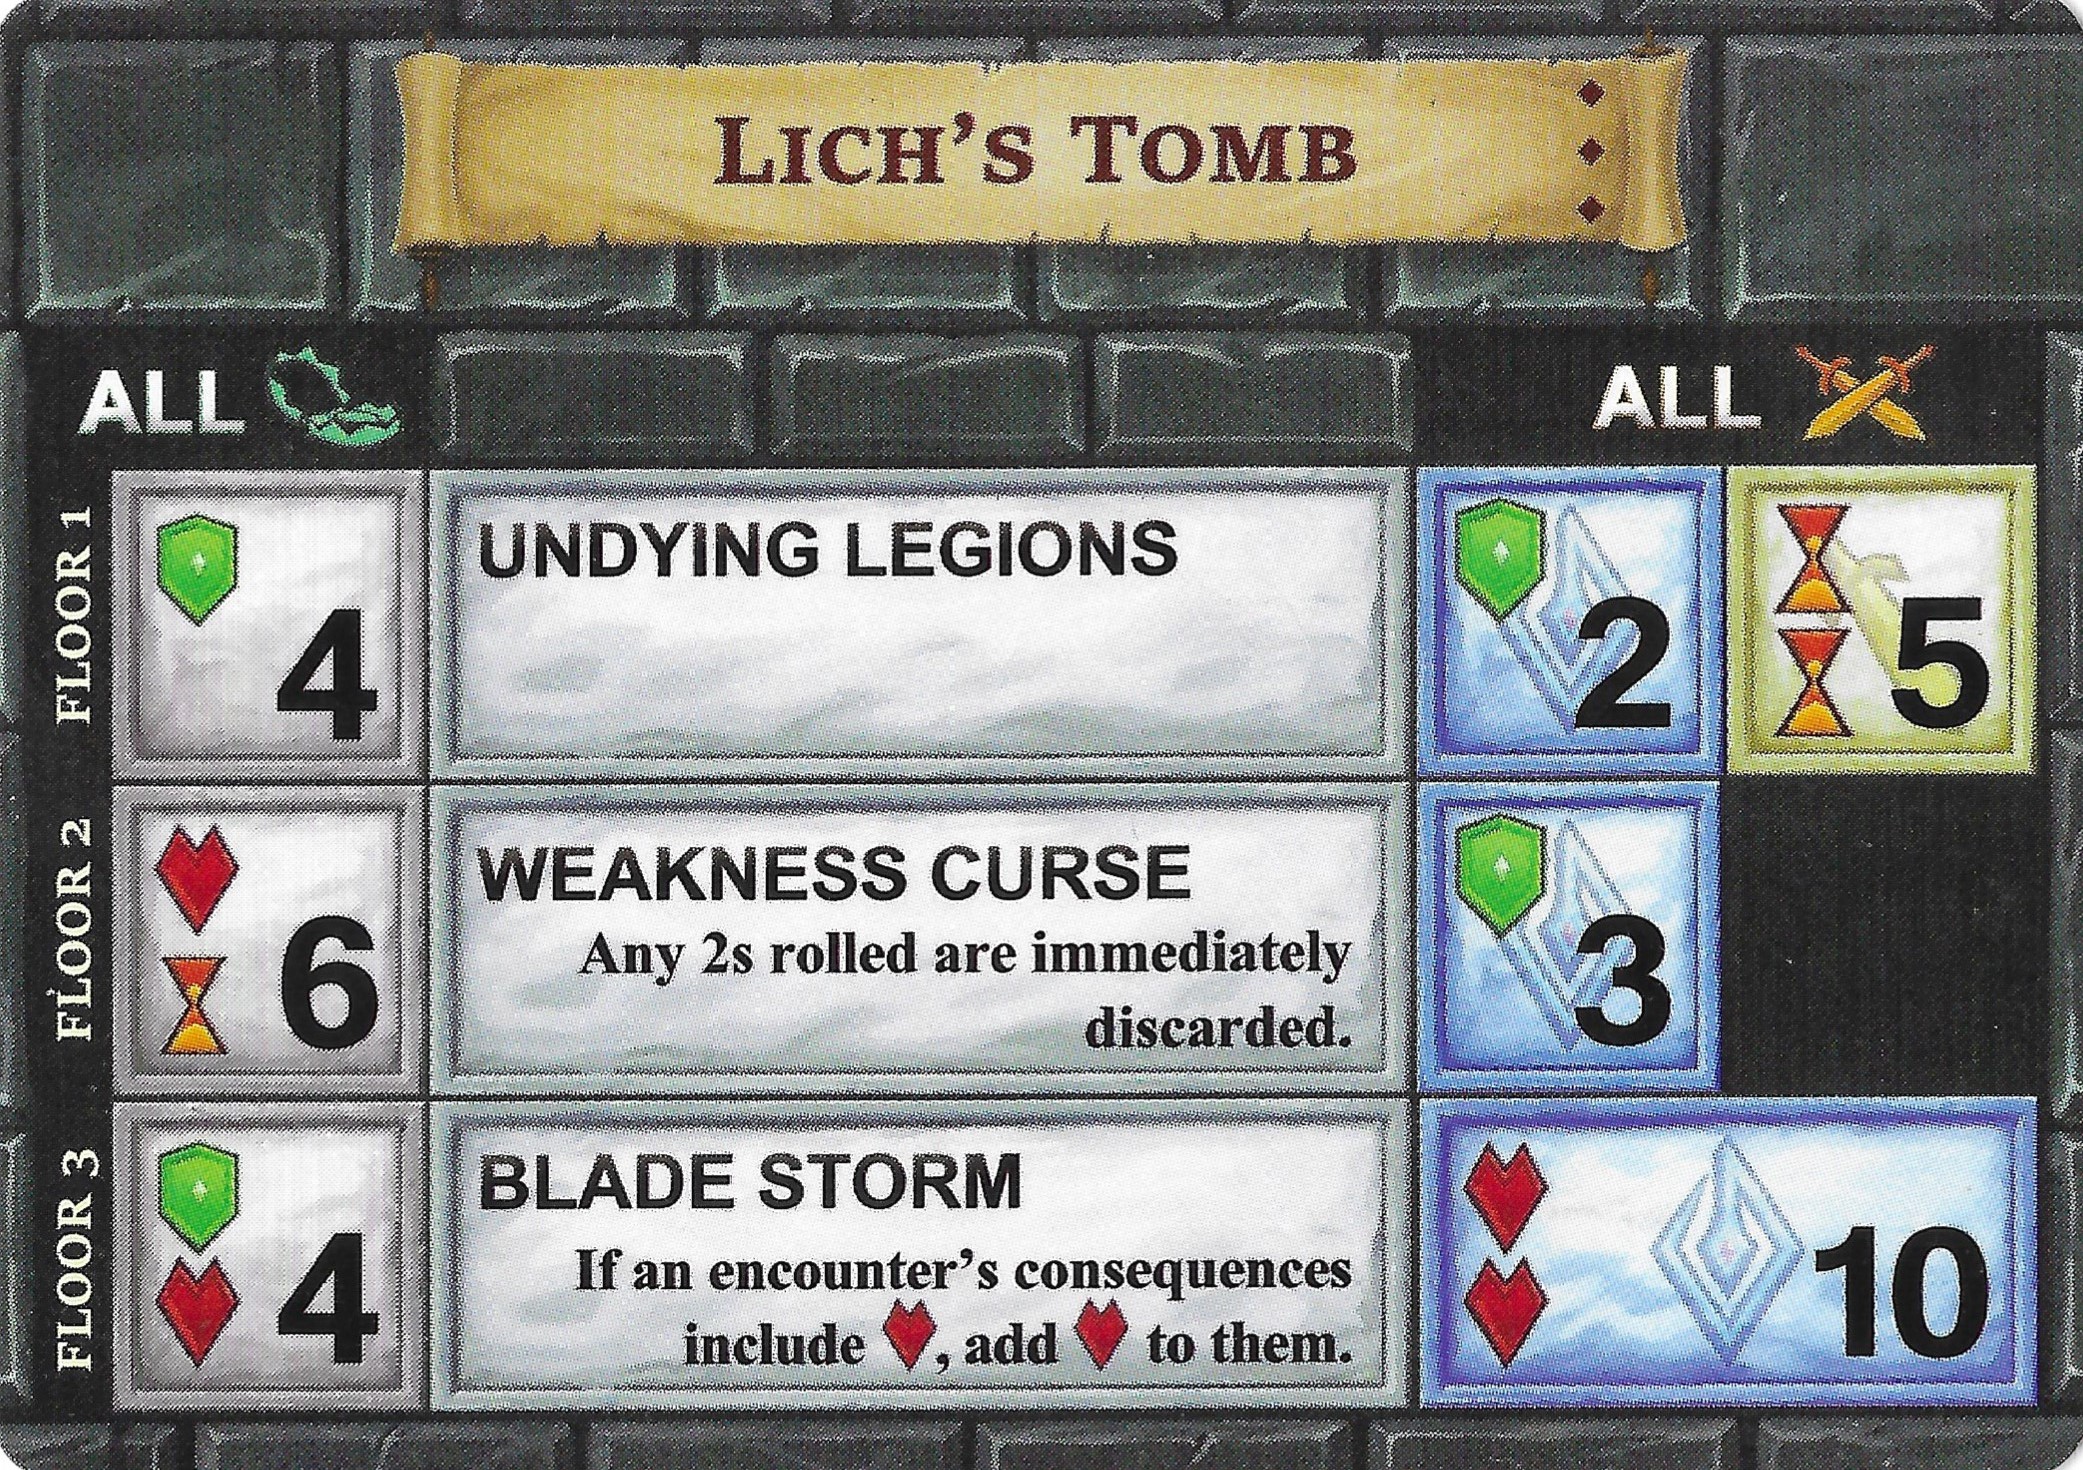 LICH'S TOMB
ALL
ALL
FLOOR 1
4
UNDYING LEGIONS
2
5
FLOOR 2
6
WEAKNESS CURSE
Any 2s rolled are immediately
discarded.
3
FLOOR 3
4
BLADE STORM
If an encounter's consequences
include , add to them.
10